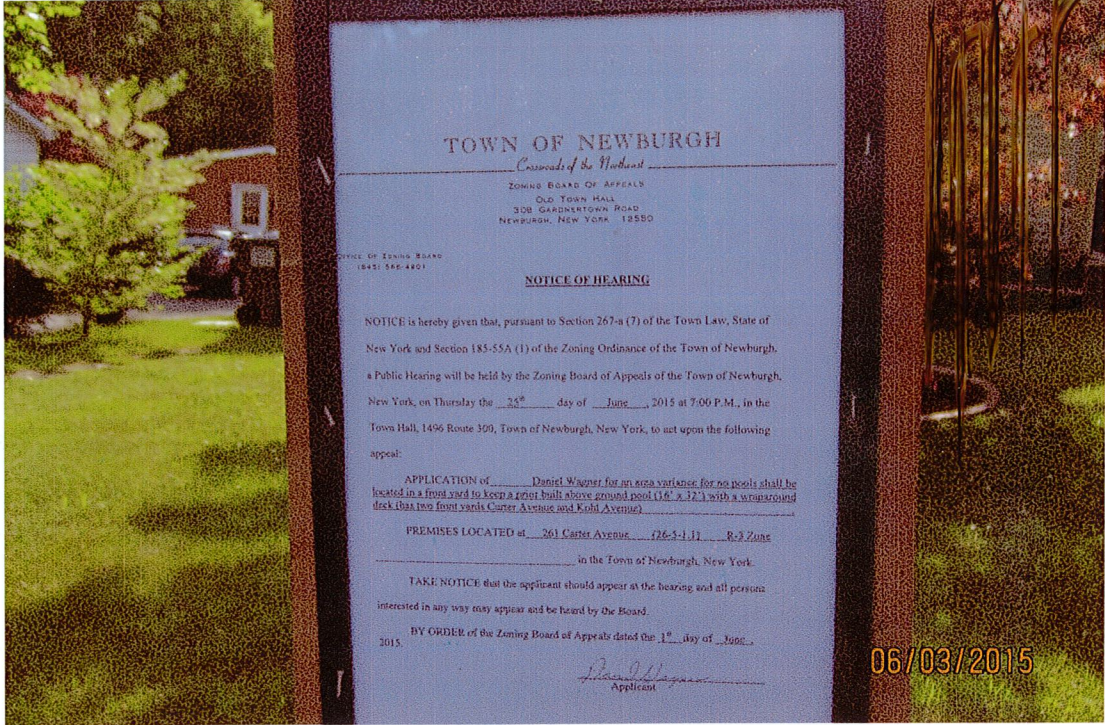 TOWN OF NEWBURGH
Crossroads of the Northeast
ZONING BOARD OF APPEALS
OLD TOWN HALL
308 GARDNERTOWN ROAD
NEWBURGH, NEW YORK 12550
OFFICE OF ZONING BOARD
(845) 566-4901
NOTICE OF HEARING
NOTICE is hereby given that, pursuant to Section 267-a (7) of the Town Law, State of
New York and Section 185-55A (1) of the Zoning Ordinance of the Town of Newburgh,
a Public Hearing will be held by the Zoning Board of Appeals of the Town of Newburgh,
New York, on Thursday the 25th day of June, 2015 at 7:00 P.M., in the
Town Hall, 1496 Route 300, Town of Newburgh, New York, to act upon the following
appeal:
APPLICATION of Daniel Wagner for an area variance for no pools shall be
located in a front yard to keep a prior built above ground pool (16' x 32') with a wraparound
deck (has two front yards Carter Avenue and Kohl Avenue)
PREMISES LOCATED at 261 Carter Avenue (26-5-1.1) R-3 Zone
in the Town of Newburgh, New York.
TAKE NOTICE that the applicant should appear at the hearing and all persons
interested in any way may appear and be heard by the Board.
BY ORDER of the Zoning Board of Appeals dated the 1st day of June,
2015.
Daniel Wagner
Applicant
06/03/2015